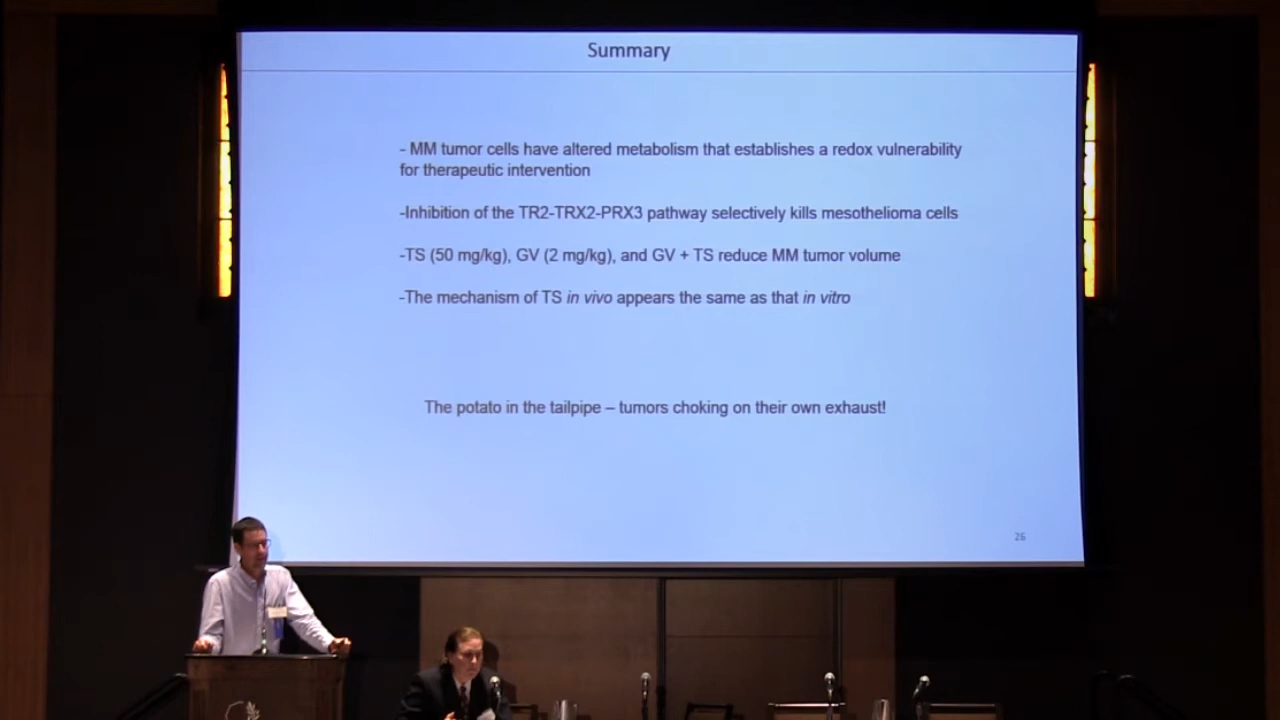 Summary
- MM tumor cells have altered metabolism that establishes a redox vulnerability
for therapeutic intervention
-Inhibition of the TR2-TRX2-PRX3 pathway selectively kills mesothelioma cells
-TS (50 mg/kg), GV (2 mg/kg), and GV + TS reduce MM tumor volume
-The mechanism of TS in vivo appears the same as that in vitro
The potato in the tailpipe – tumors choking on their own exhaust!
26